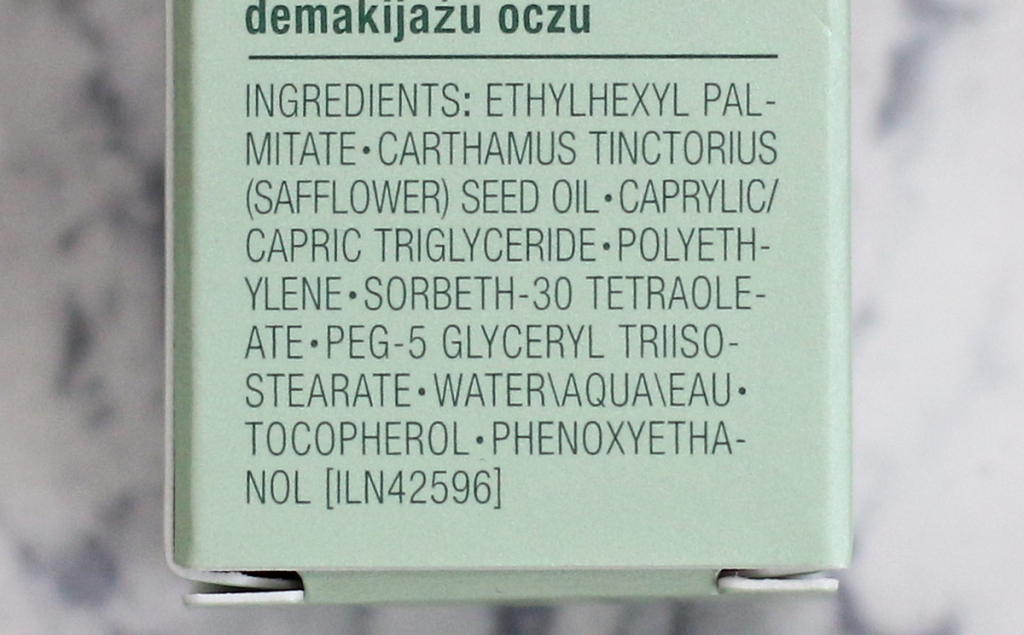 demakijażu oczu
INGREDIENTS: ETHYLHEXYL PAL-
MITATE•CARTHAMUS TINCTORIUS
(SAFFLOWER) SEED OIL•CAPRYLIC/
CAPRIC TRIGLYCERIDE•POLYETH-
YLENE•SORBETH-30 TETRAOLE-
ATE•PEG-5 GLYCERYL TRIISO-
STEARATE•WATER\AQUA\EAU•
TOCOPHEROL•PHENOXYETHA-
NOL [ILN42596]